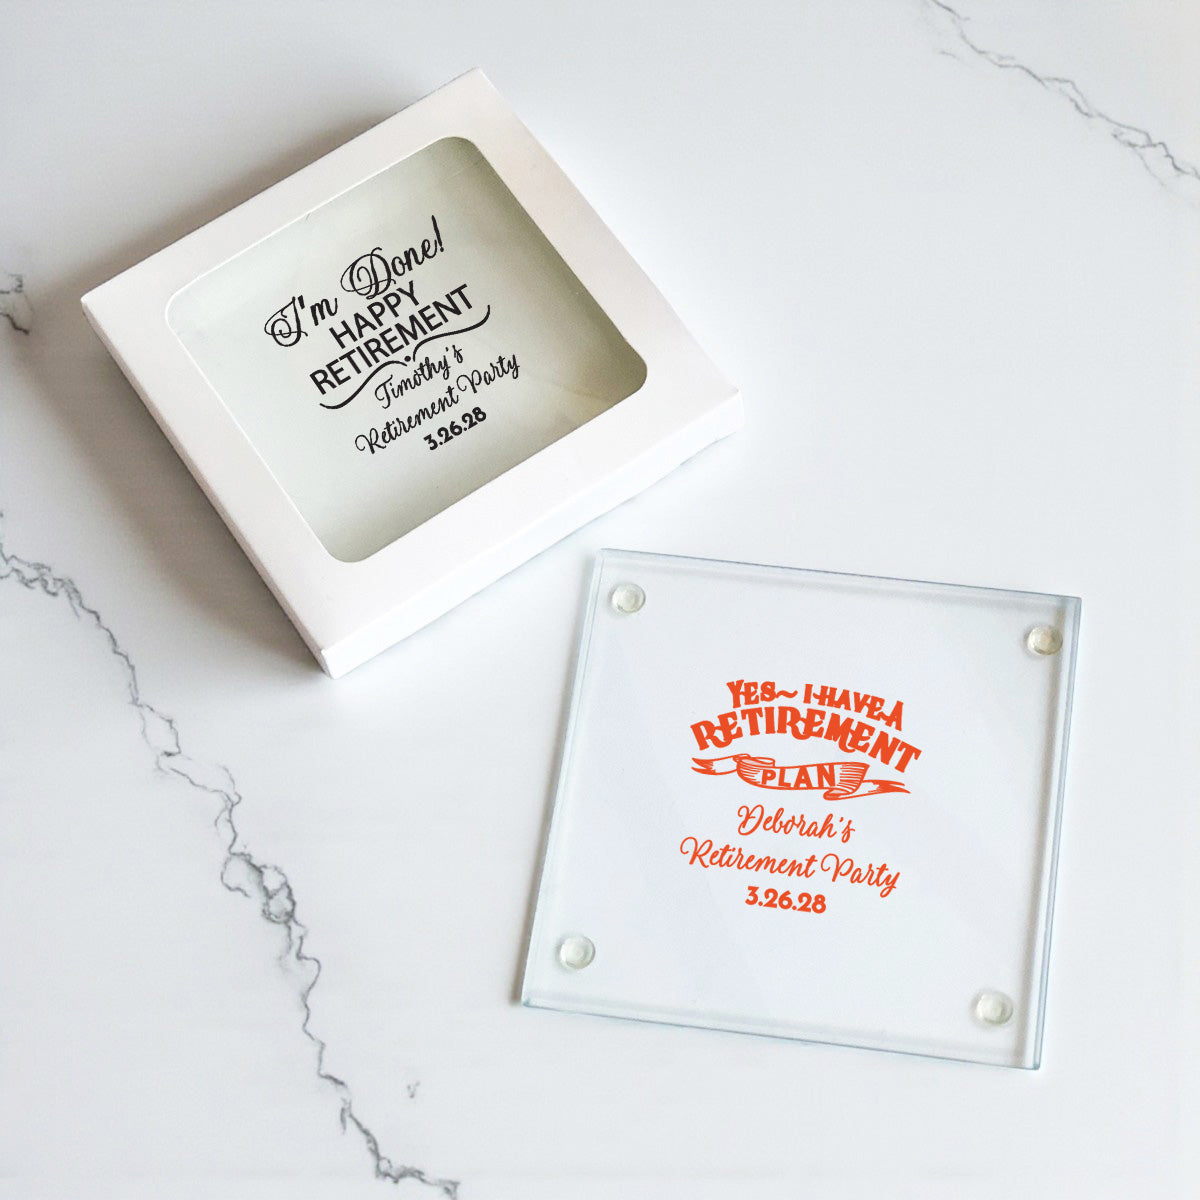 I'm Done!
HAPPY
RETIREMENT
Timothy's
Retirement Party
3.26.28
YES~ I HAVE A
RETIREMENT
PLAN
Deborah's
Retirement Party
3.26.28